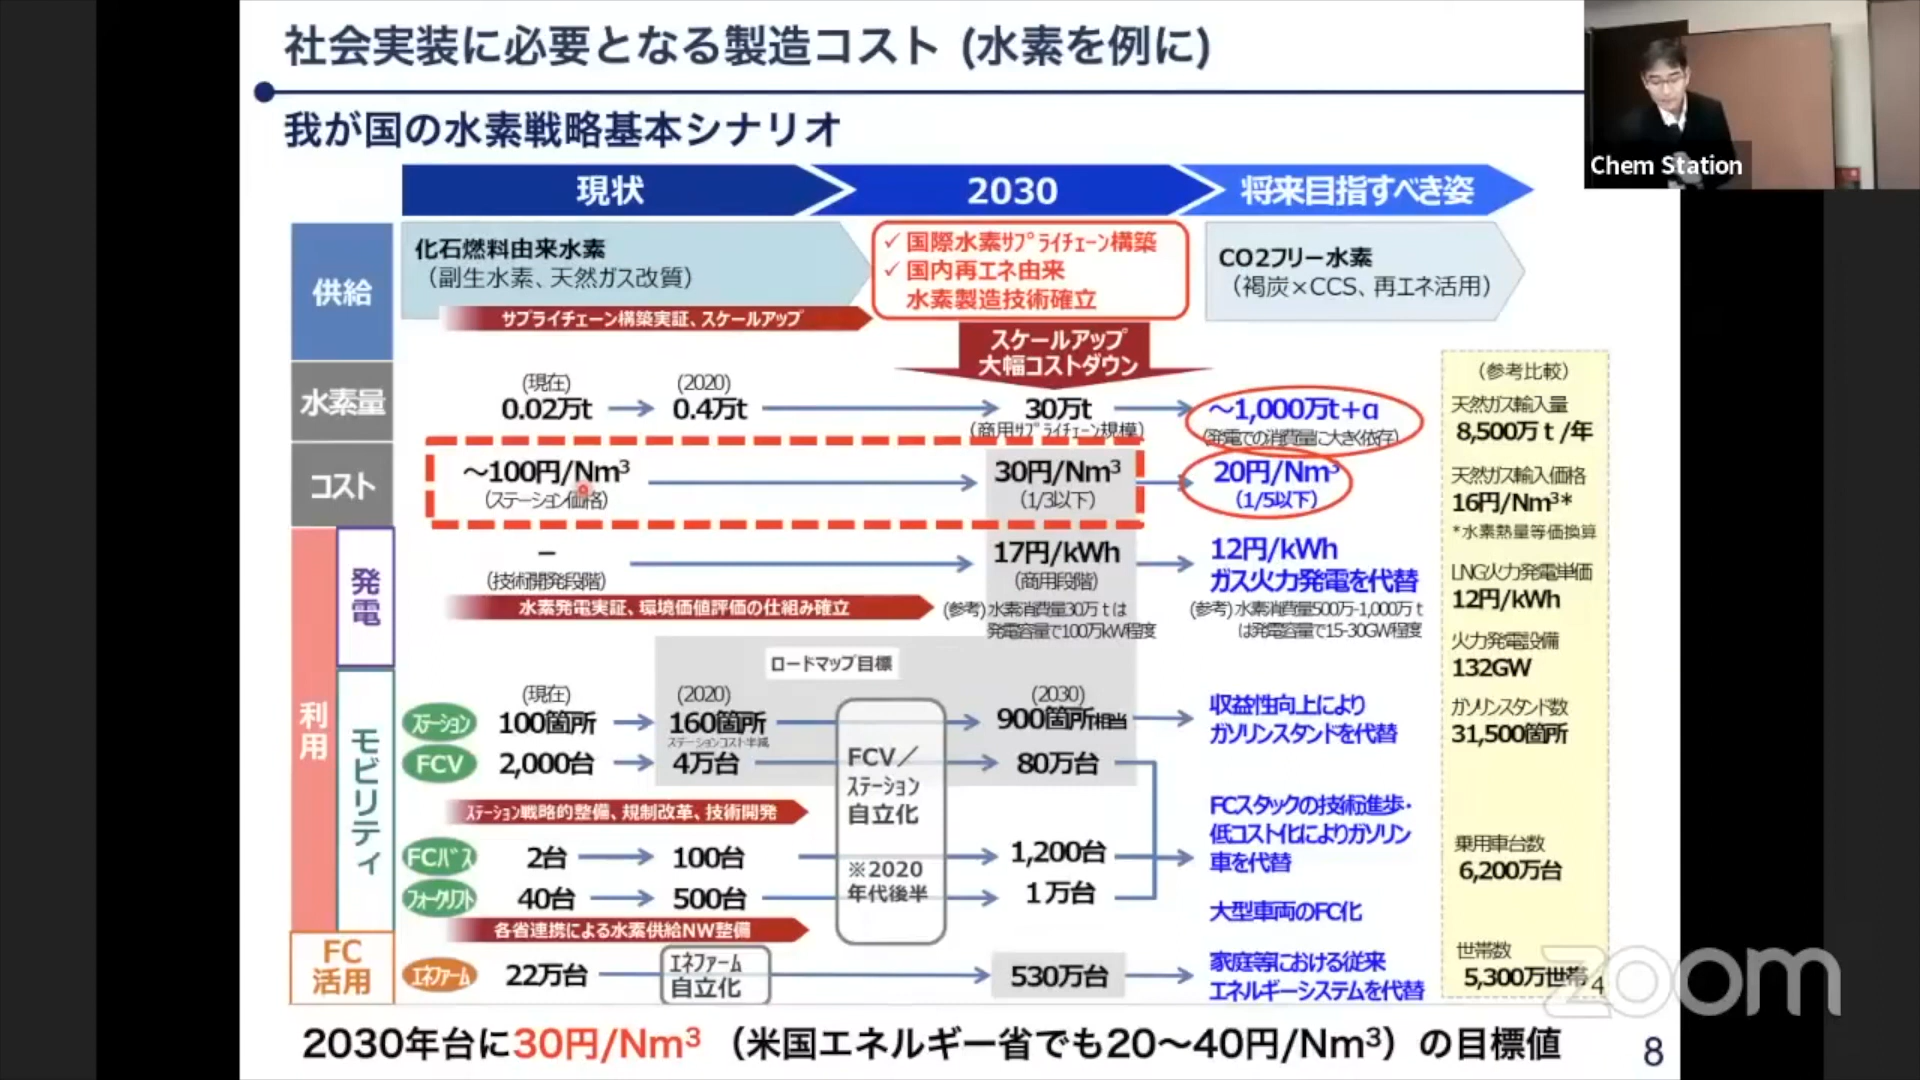 社会実装に必要となる製造コスト (水素を例に)
Chem Station
我が国の水素戦略基本シナリオ
現状
2030
将来目指すべき姿
供給
化石燃料由来水素
（副生水素、天然ガス改質）
サプライチェーン構築実証、スケールアップ
✓ 国際水素ｻﾌﾟﾗｲﾁｪｰﾝ構築
✓ 国内再エネ由来
水素製造技術確立
スケールアップ
大幅コストダウン
CO2フリー水素
（褐炭×CCS、再エネ活用）
水素量
(現在)
0.02万t
(2020)
0.4万t
30万t
(商用ｻﾌﾟﾗｲﾁｪｰﾝ規模)
～1,000万t+α
(発電での消費量に大きく依存)
コスト
～100円/Nm³
(ステーション価格)
30円/Nm³
(1/3以下)
20円/Nm³
(1/5以下)
利用
発電
－
(技術開発段階)
水素発電実証、環境価値評価の仕組み確立
17円/kWh
(商用段階)
(参考) 水素消費量30万ｔは
発電容量で100万kW程度
12円/kWh
ガス火力発電を代替
(参考) 水素消費量500万-1,000万ｔ
は発電容量で15-30GW程度
モビリティ
ロードマップ目標
(現在)
(2020)
(2030)
ｽﾃｰｼｮﾝ
100箇所
160箇所
ステーションコスト半減
900箇所相当
収益性向上により
ガソリンスタンドを代替
FCV
2,000台
4万台
80万台
FCV／
ステーション
自立化
※2020
年代後半
ｽﾃｰｼｮﾝ戦略的整備、規制改革、技術開発
FCスタックの技術進歩・
低コスト化によりガソリン
車を代替
FCﾊﾞｽ
2台
100台
1,200台
ﾌｫｰｸﾘﾌﾄ
40台
500台
1万台
大型車両のFC化
各省連携による水素供給NW整備
FC
活用
ｴﾈﾌｧｰﾑ
22万台
ｴﾈﾌｧｰﾑ
自立化
530万台
家庭等における従来
エネルギーシステムを代替
（参考比較）
天然ガス輸入量
8,500万ｔ/年
天然ガス輸入価格
16円/Nm³*
*水素熱量等価換算
LNG火力発電単価
12円/kWh
火力発電設備
132GW
ガソリンスタンド数
31,500箇所
乗用車台数
6,200万台
世帯数
5,300万世帯
4
zoom
2030年台に30円/Nm³ （米国エネルギー省でも20〜40円/Nm³）の目標値
8